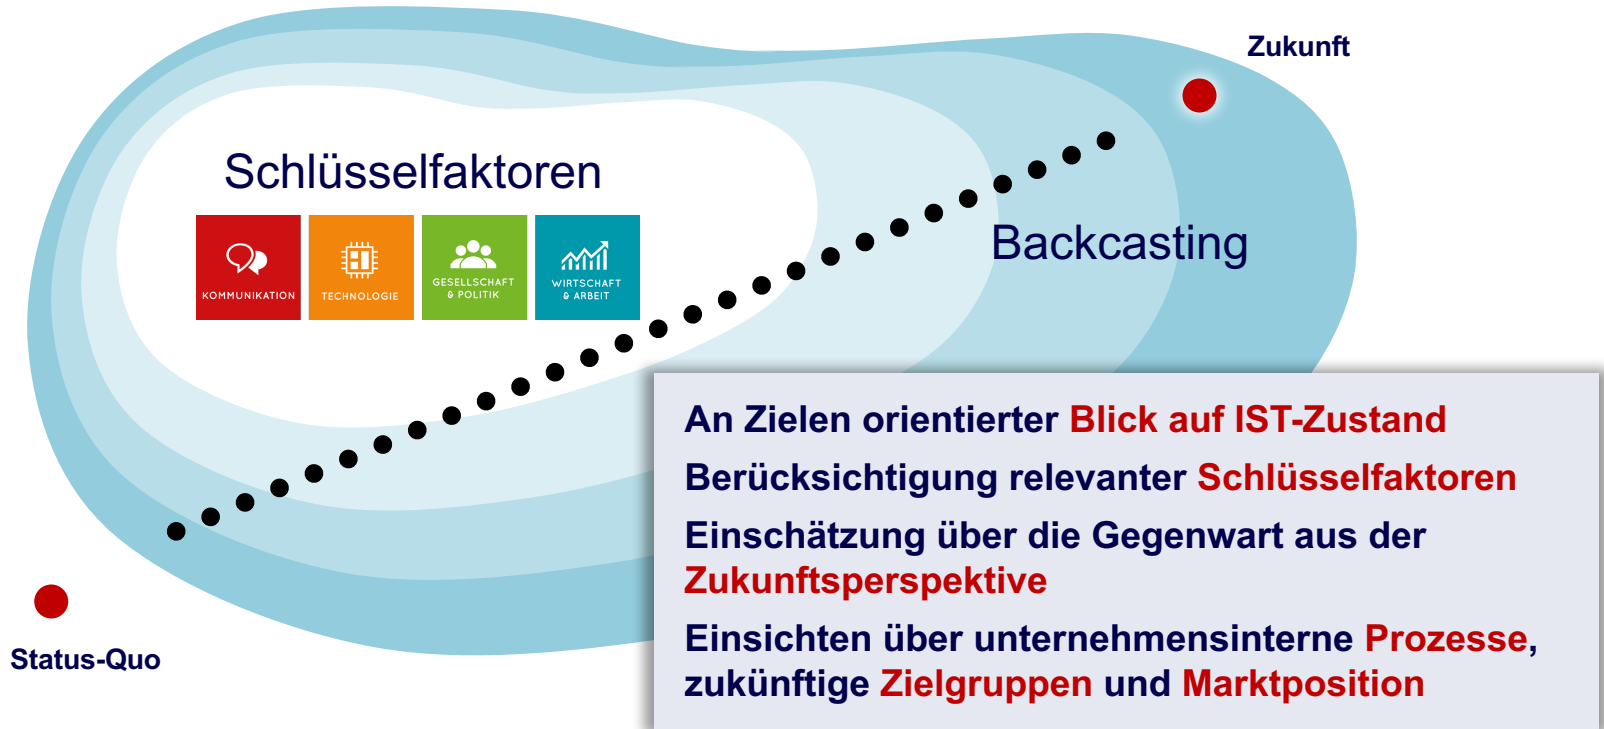 Zukunft
Schlüsselfaktoren
KOMMUNIKATION
TECHNOLOGIE
GESELLSCHAFT
& POLITIK
WIRTSCHAFT
& ARBEIT
Backcasting
An Zielen orientierter Blick auf IST-Zustand
Berücksichtigung relevanter Schlüsselfaktoren
Einschätzung über die Gegenwart aus der
Zukunftsperspektive
Einsichten über unternehmensinterne Prozesse,
zukünftige Zielgruppen und Marktposition
Status-Quo